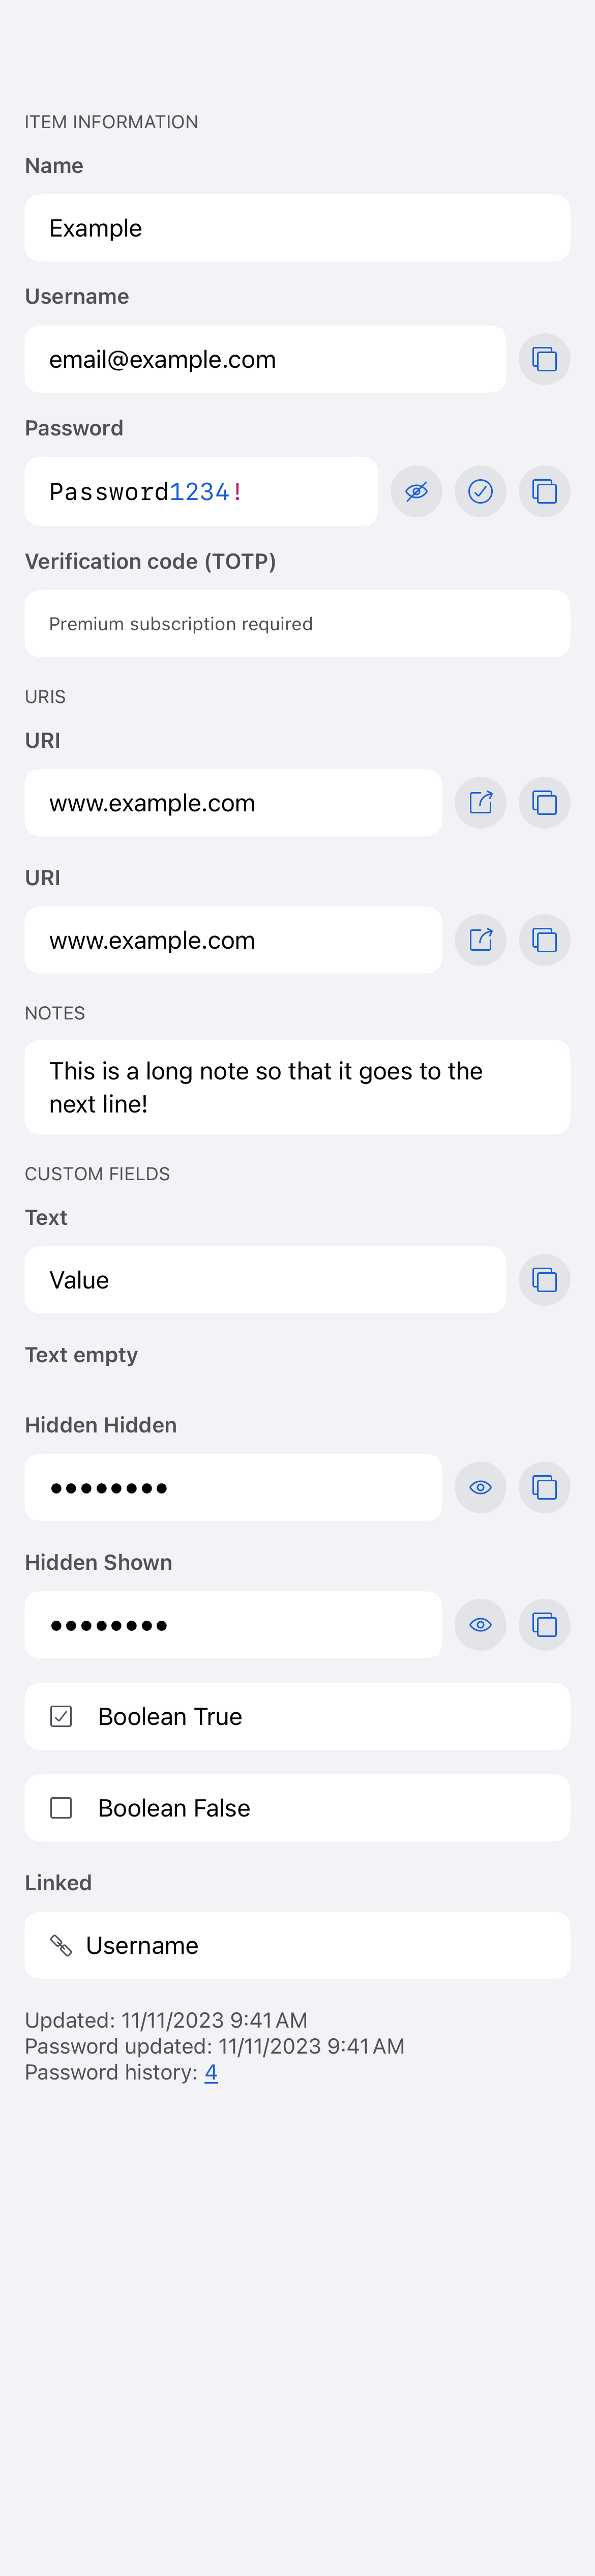 ITEM INFORMATION
Name
Example
Username
email@example.com
Password
Password1234!
Verification code (TOTP)
Premium subscription required
URIS
URI
www.example.com
URI
www.example.com
NOTES
This is a long note so that it goes to the
next line!
CUSTOM FIELDS
Text
Value
Text empty
Hidden Hidden
••••••••
Hidden Shown
••••••••
Boolean True
Boolean False
Linked
Username
Updated: 11/11/2023 9:41 AM
Password updated: 11/11/2023 9:41 AM
Password history: 4